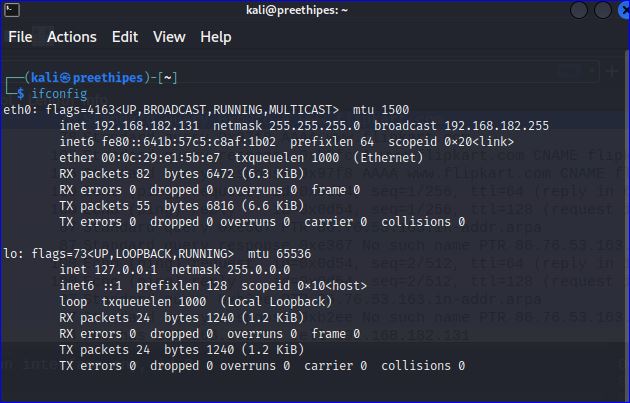 kali@preethipes: ~
File Actions Edit View Help
┌──(kali㉿preethipes)-[~]
└─$ ifconfig
eth0: flags=4163<UP,BROADCAST,RUNNING,MULTICAST>  mtu 1500
        inet 192.168.182.131  netmask 255.255.255.0  broadcast 192.168.182.255
        inet6 fe80::641b:57c5:c8af:1b02  prefixlen 64  scopeid 0×20<link>
        ether 00:0c:29:e1:5b:e7  txqueuelen 1000  (Ethernet)
        RX packets 82  bytes 6472 (6.3 KiB)
        RX errors 0  dropped 0  overruns 0  frame 0
        TX packets 55  bytes 6816 (6.6 KiB)
        TX errors 0  dropped 0 overruns 0  carrier 0  collisions 0
lo: flags=73<UP,LOOPBACK,RUNNING>  mtu 65536
        inet 127.0.0.1  netmask 255.0.0.0
        inet6 ::1  prefixlen 128  scopeid 0×10<host>
        loop  txqueuelen 1000  (Local Loopback)
        RX packets 24  bytes 1240 (1.2 KiB)
        RX errors 0  dropped 0  overruns 0  frame 0
        TX packets 24  bytes 1240 (1.2 KiB)
        TX errors 0  dropped 0 overruns 0  carrier 0  collisions 0